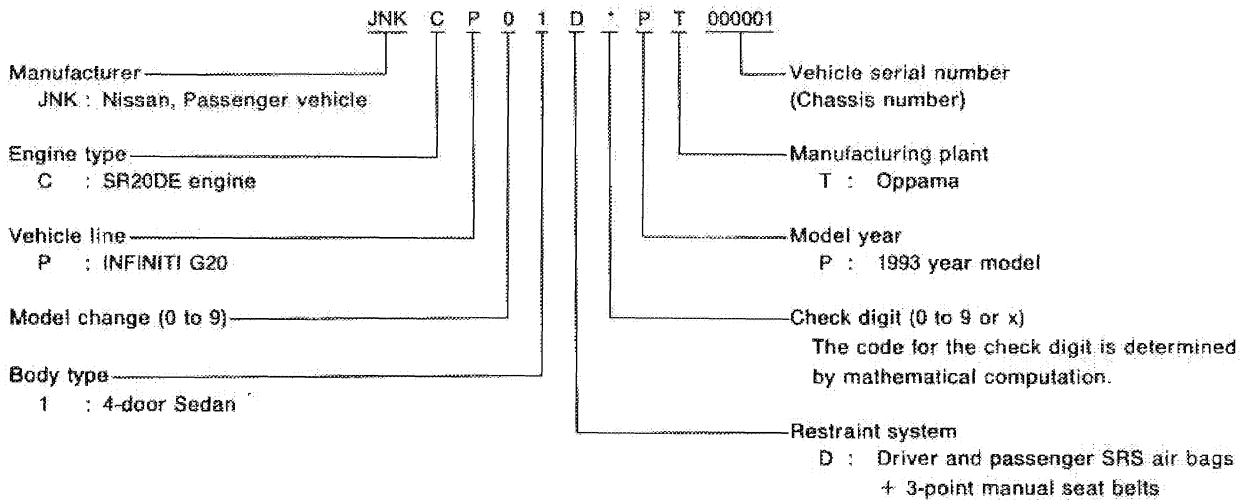 JNK C P 0 1 D * P T 000001
Manufacturer
JNK : Nissan, Passenger vehicle
Engine type
C : SR20DE engine
Vehicle line
P : INFINITI G20
Model change (0 to 9)
Body type
1 : 4-door Sedan
Vehicle serial number
(Chassis number)
Manufacturing plant
T : Oppama
Model year
P : 1993 year model
Check digit (0 to 9 or x)
The code for the check digit is determined
by mathematical computation.
Restraint system
D : Driver and passenger SRS air bags
+ 3-point manual seat belts